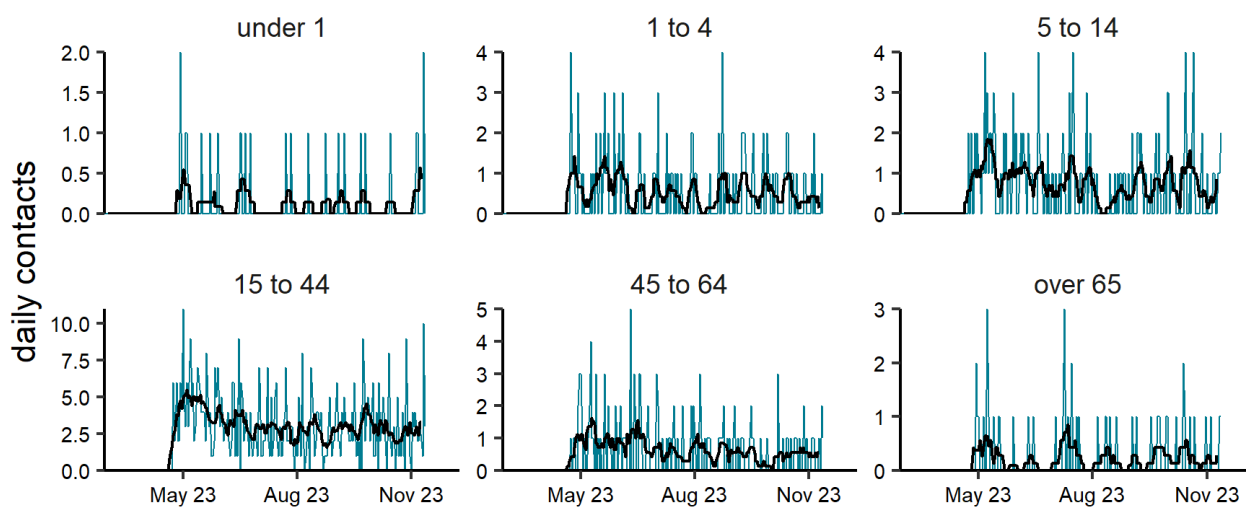 under 1
1 to 4
5 to 14
2.0
1.5
1.0
0.5
0.0
4
3
2
1
0
4
3
2
1
0
daily contacts
15 to 44
45 to 64
over 65
10.0
7.5
5.0
2.5
0.0
5
4
3
2
1
0
3
2
1
0
May 23
Aug 23
Nov 23
May 23
Aug 23
Nov 23
May 23
Aug 23
Nov 23